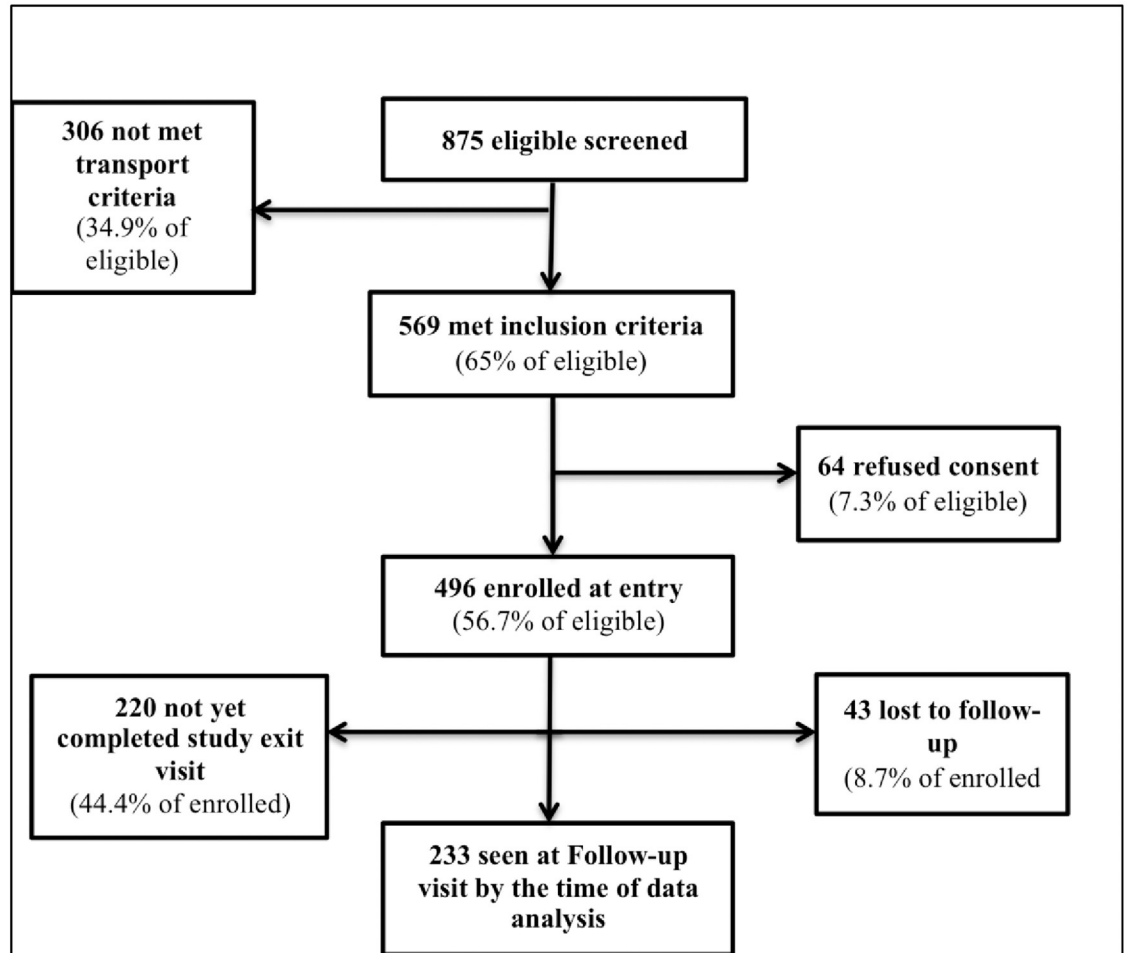 875 eligible screened
306 not met
transport
criteria
(34.9% of
eligible)
569 met inclusion criteria
(65% of eligible)
64 refused consent
(7.3% of eligible)
496 enrolled at entry
(56.7% of eligible)
220 not yet
completed study exit
visit
(44.4% of enrolled)
43 lost to follow-
up
(8.7% of enrolled
233 seen at Follow-up
visit by the time of data
analysis